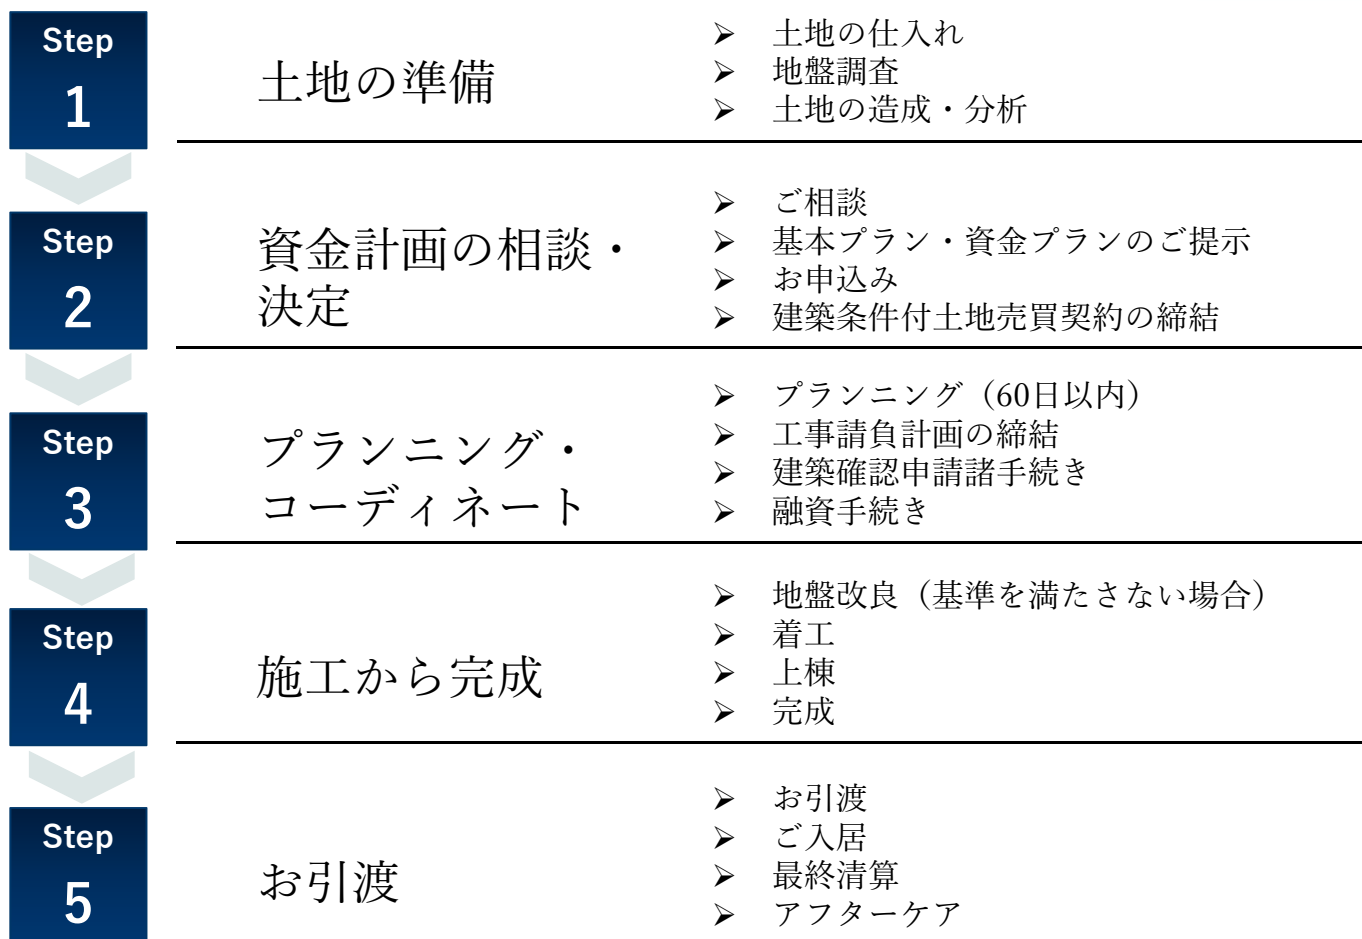 Step
1
土地の準備
➢ 土地の仕入れ
➢ 地盤調査
➢ 土地の造成・分析
Step
2
資金計画の相談・
決定
➢ ご相談
➢ 基本プラン・資金プランのご提示
➢ お申込み
➢ 建築条件付土地売買契約の締結
Step
3
プランニング・
コーディネート
➢ プランニング（60日以内）
➢ 工事請負計画の締結
➢ 建築確認申請諸手続き
➢ 融資手続き
Step
4
施工から完成
➢ 地盤改良（基準を満たさない場合）
➢ 着工
➢ 上棟
➢ 完成
Step
5
お引渡
➢ お引渡
➢ ご入居
➢ 最終清算
➢ アフターケア